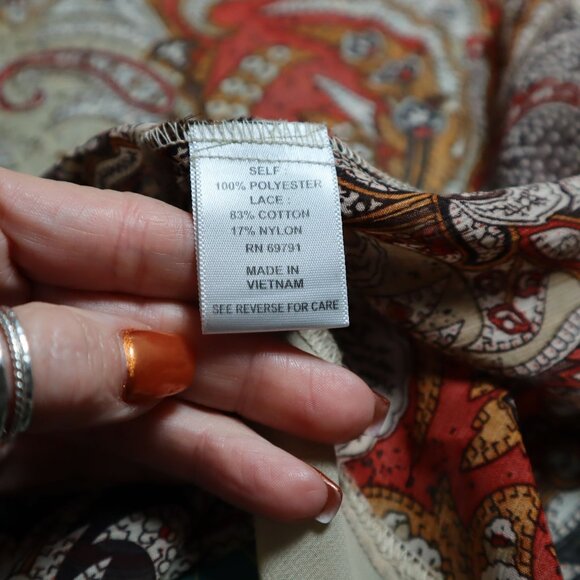 SELF :
100% POLYESTER
LACE :
83% COTTON
17% NYLON
RN 69791
MADE IN
VIETNAM
SEE REVERSE FOR CARE